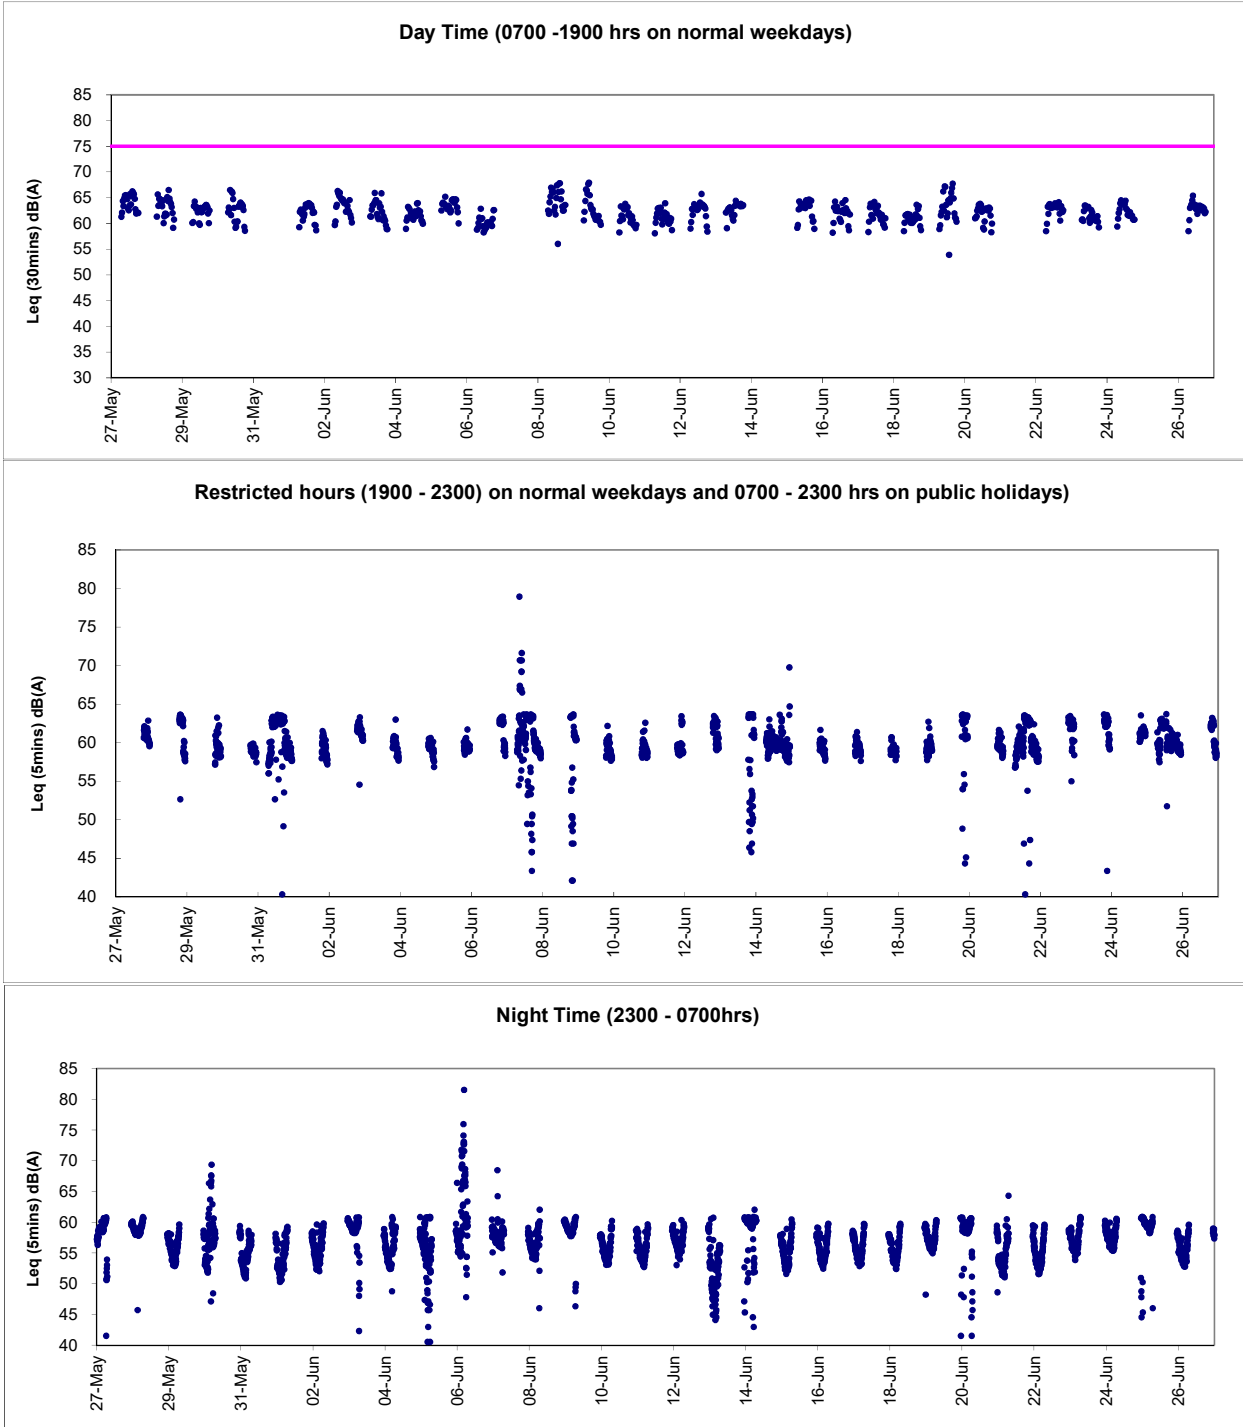 Day Time (0700 -1900 hrs on normal weekdays)
Leq (30mins) dB(A)
85
80
75
70
65
60
55
50
45
40
35
30
27-May
29-May
31-May
02-Jun
04-Jun
06-Jun
08-Jun
10-Jun
12-Jun
14-Jun
16-Jun
18-Jun
20-Jun
22-Jun
24-Jun
26-Jun
Restricted hours (1900 - 2300) on normal weekdays and 0700 - 2300 hrs on public holidays)
Leq (5mins) dB(A)
85
80
75
70
65
60
55
50
45
40
27-May
29-May
31-May
02-Jun
04-Jun
06-Jun
08-Jun
10-Jun
12-Jun
14-Jun
16-Jun
18-Jun
20-Jun
22-Jun
24-Jun
26-Jun
Night Time (2300 - 0700hrs)
Leq (5mins) dB(A)
85
80
75
70
65
60
55
50
45
40
27-May
29-May
31-May
02-Jun
04-Jun
06-Jun
08-Jun
10-Jun
12-Jun
14-Jun
16-Jun
18-Jun
20-Jun
22-Jun
24-Jun
26-Jun